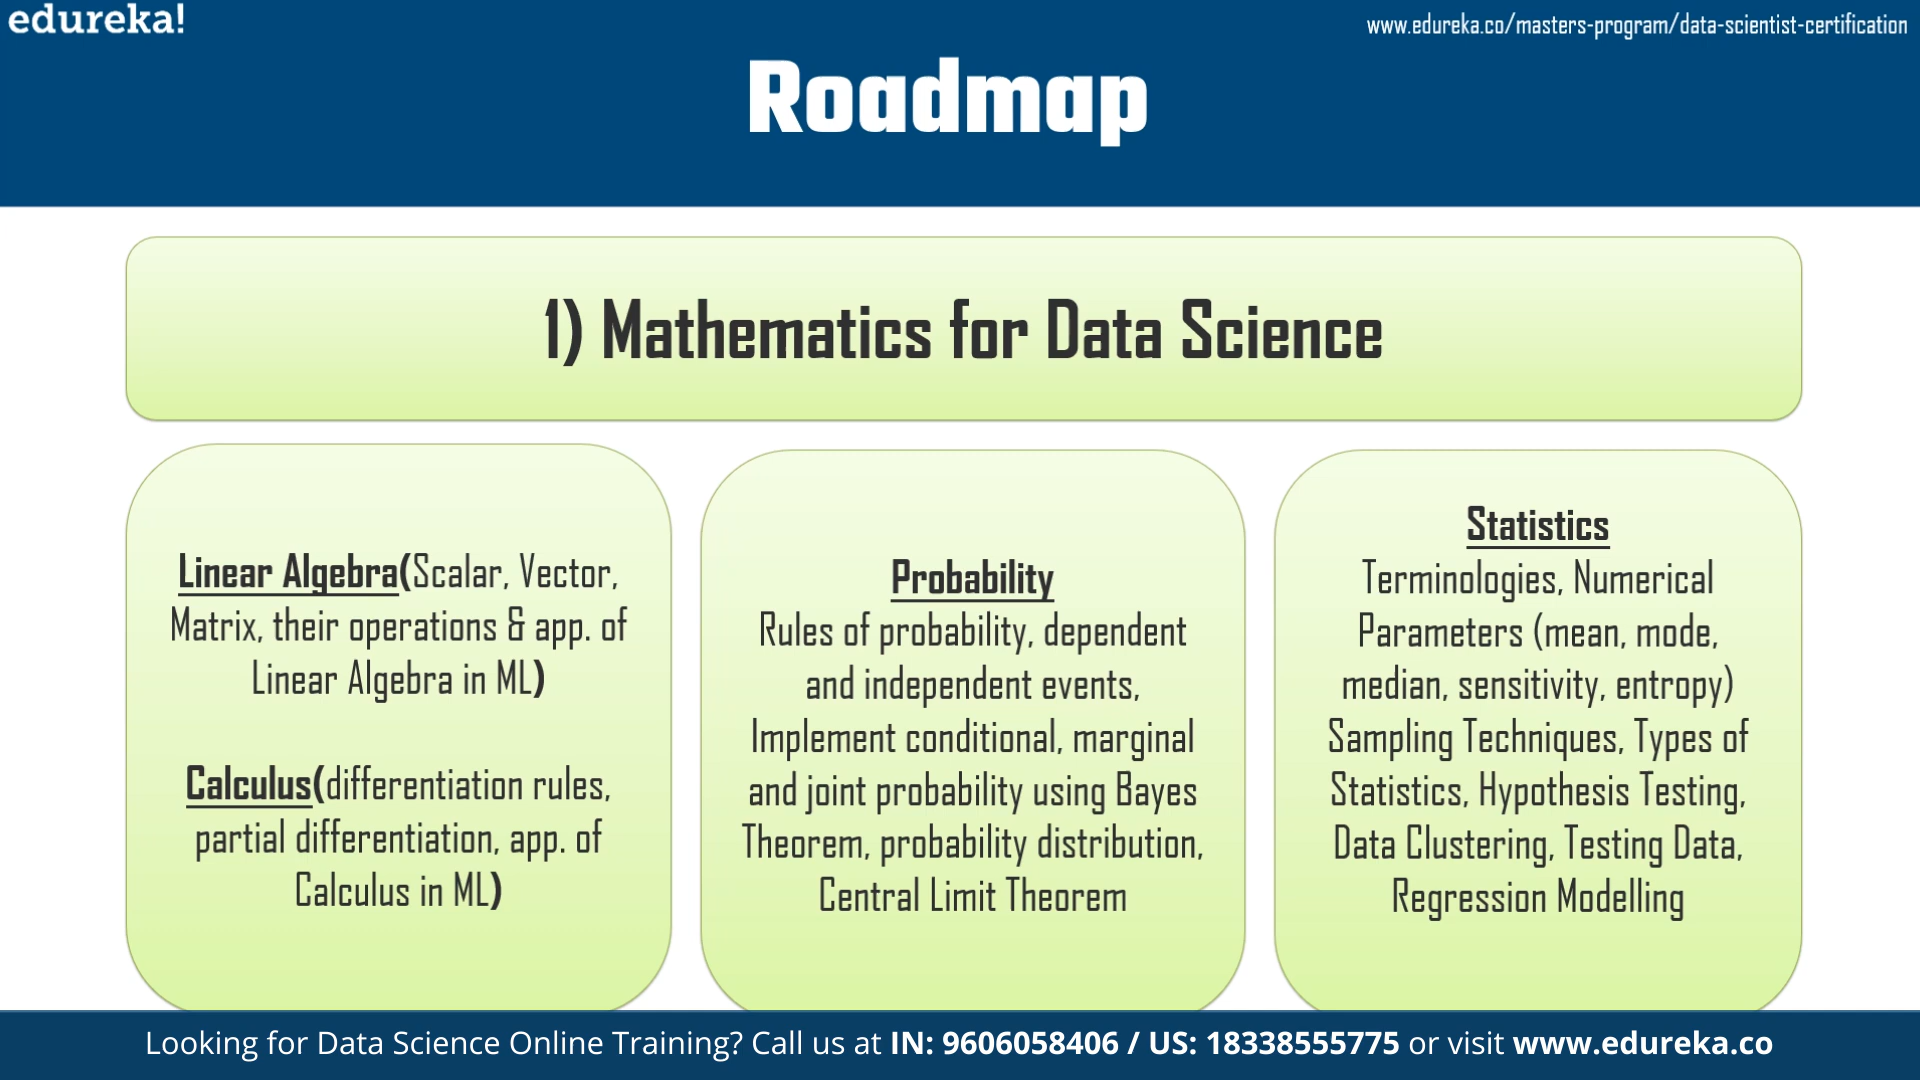 edureka!
www.edureka.co/masters-program/data-scientist-certification
Roadmap
1) Mathematics for Data Science
Linear Algebra(Scalar, Vector,
Matrix, their operations & app. of
Linear Algebra in ML)
Calculus(differentiation rules,
partial differentiation, app. of
Calculus in ML)
Probability
Rules of probability, dependent
and independent events,
Implement conditional, marginal
and joint probability using Bayes
Theorem, probability distribution,
Central Limit Theorem
Statistics
Terminologies, Numerical
Parameters (mean, mode,
median, sensitivity, entropy)
Sampling Techniques, Types of
Statistics, Hypothesis Testing,
Data Clustering, Testing Data,
Regression Modelling
Looking for Data Science Online Training? Call us at IN: 9606058406 / US: 18338555775 or visit www.edureka.co